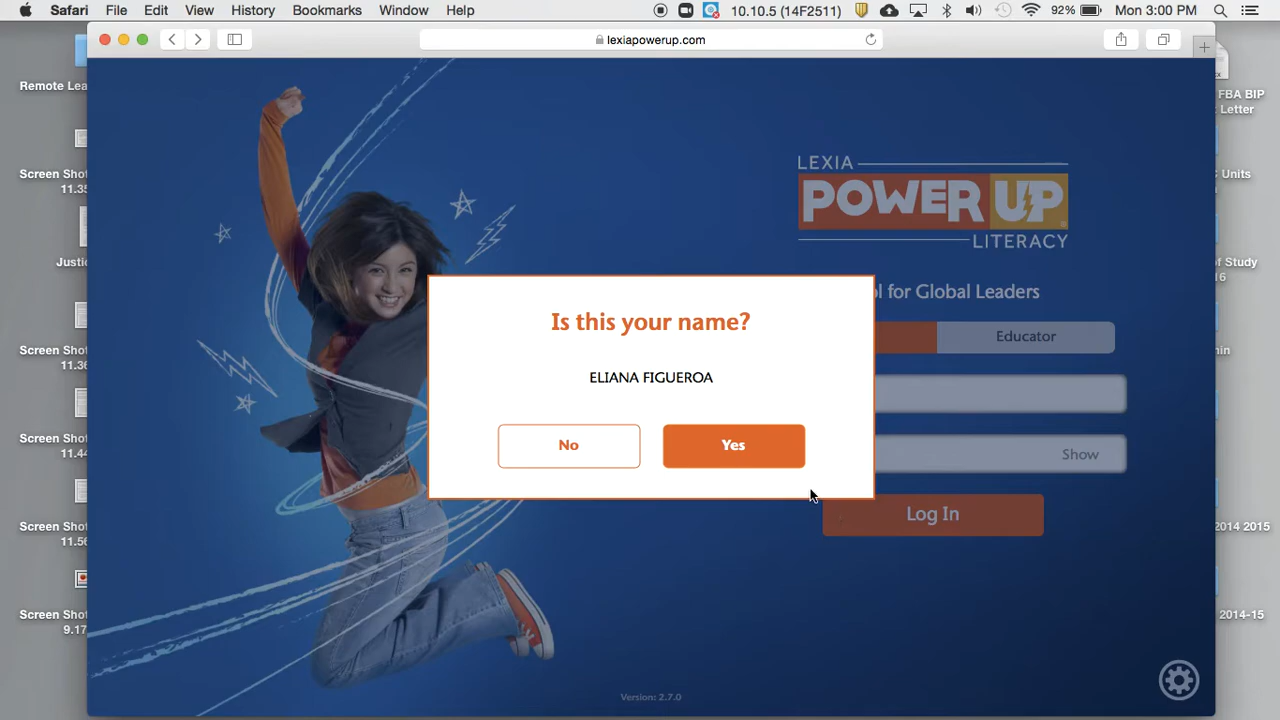 Safari File Edit View History Bookmarks Window Help 10.10.5 (14F2511) 92% Mon 3:00 PM
lexiapowerup.com
Remote Lea
Screen Shot
11.35
Justic
Screen Shot
11.36
Screen Shot
11.44
Screen Shot
11.56
Screen Shot
9.17
FBA BIP
Letter
Units
of Study
16
min
2014 2015
2014-15
LEXIA
POWER UP
LITERACY
ol for Global Leaders
Educator
Show
Log In
Is this your name?
ELIANA FIGUEROA
No Yes
Version: 2.7.0